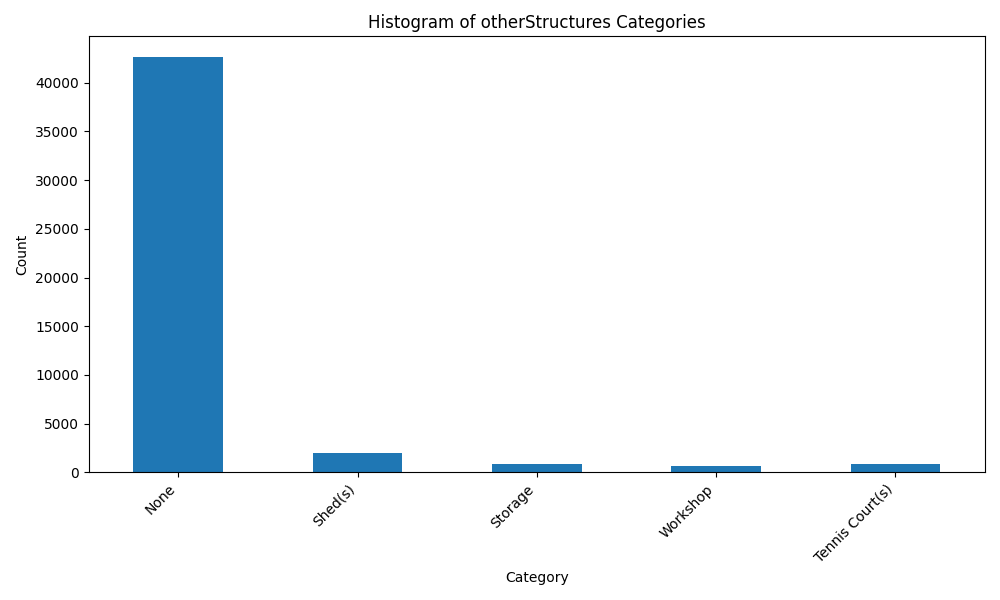 Histogram of otherStructures Categories
Count
40000
35000
30000
25000
20000
15000
10000
5000
0
None
Shed(s)
Storage
Workshop
Tennis Court(s)
Category